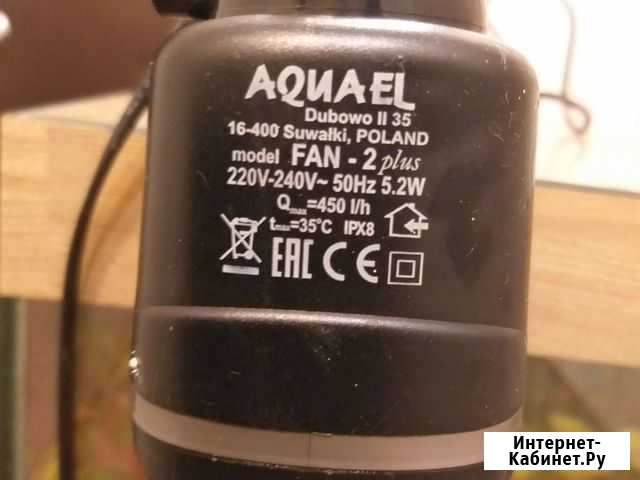 AQUAEL
Dubowo II 35
16-400 Suwałki, POLAND
model FAN - 2 plus
220V-240V~ 50Hz 5.2W
Qmax=450 l/h
tmax=35°C IPX8
EAC CE
Интернет-
Кабинет.Ру